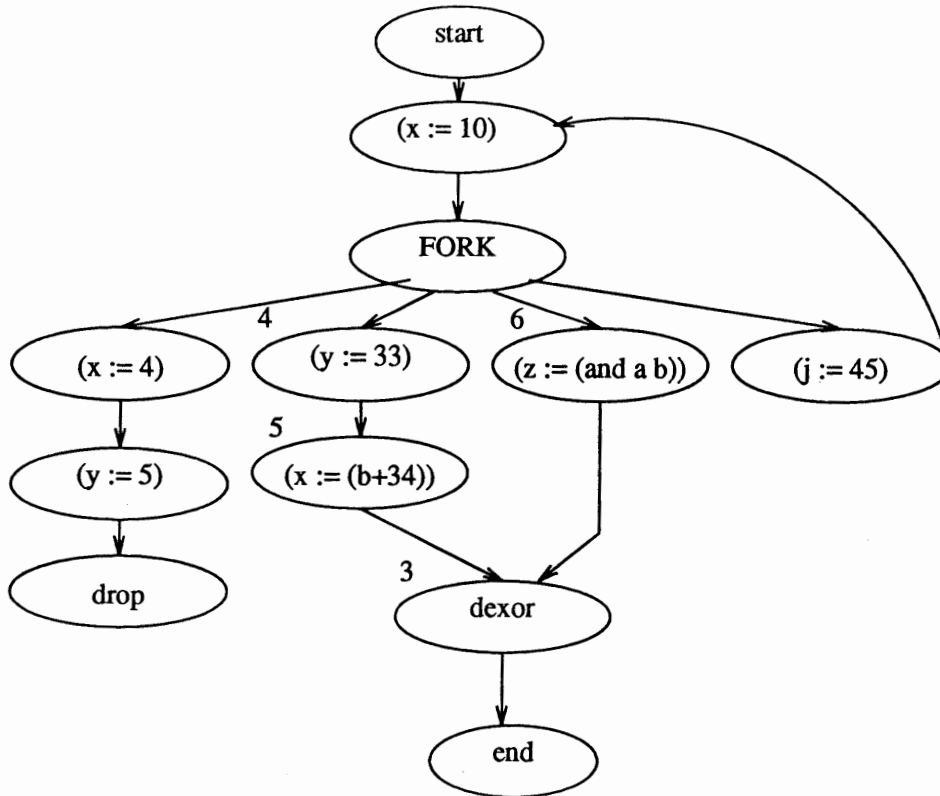 start
(x := 10)
FORK
4
6
(x := 4)
(y := 33)
(z := (and a b))
(j := 45)
5
(y := 5)
(x := (b+34))
3
drop
dexor
end